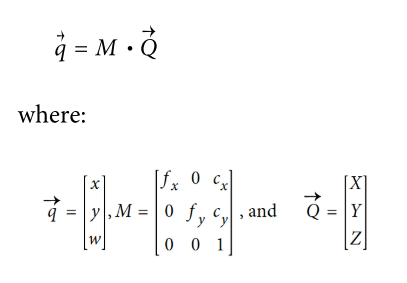 q⃗ = M · Q⃗
where:
q⃗ = [x y w], M = [f_x 0 c_x; 0 f_y c_y; 0 0 1], and Q⃗ = [X Y Z]